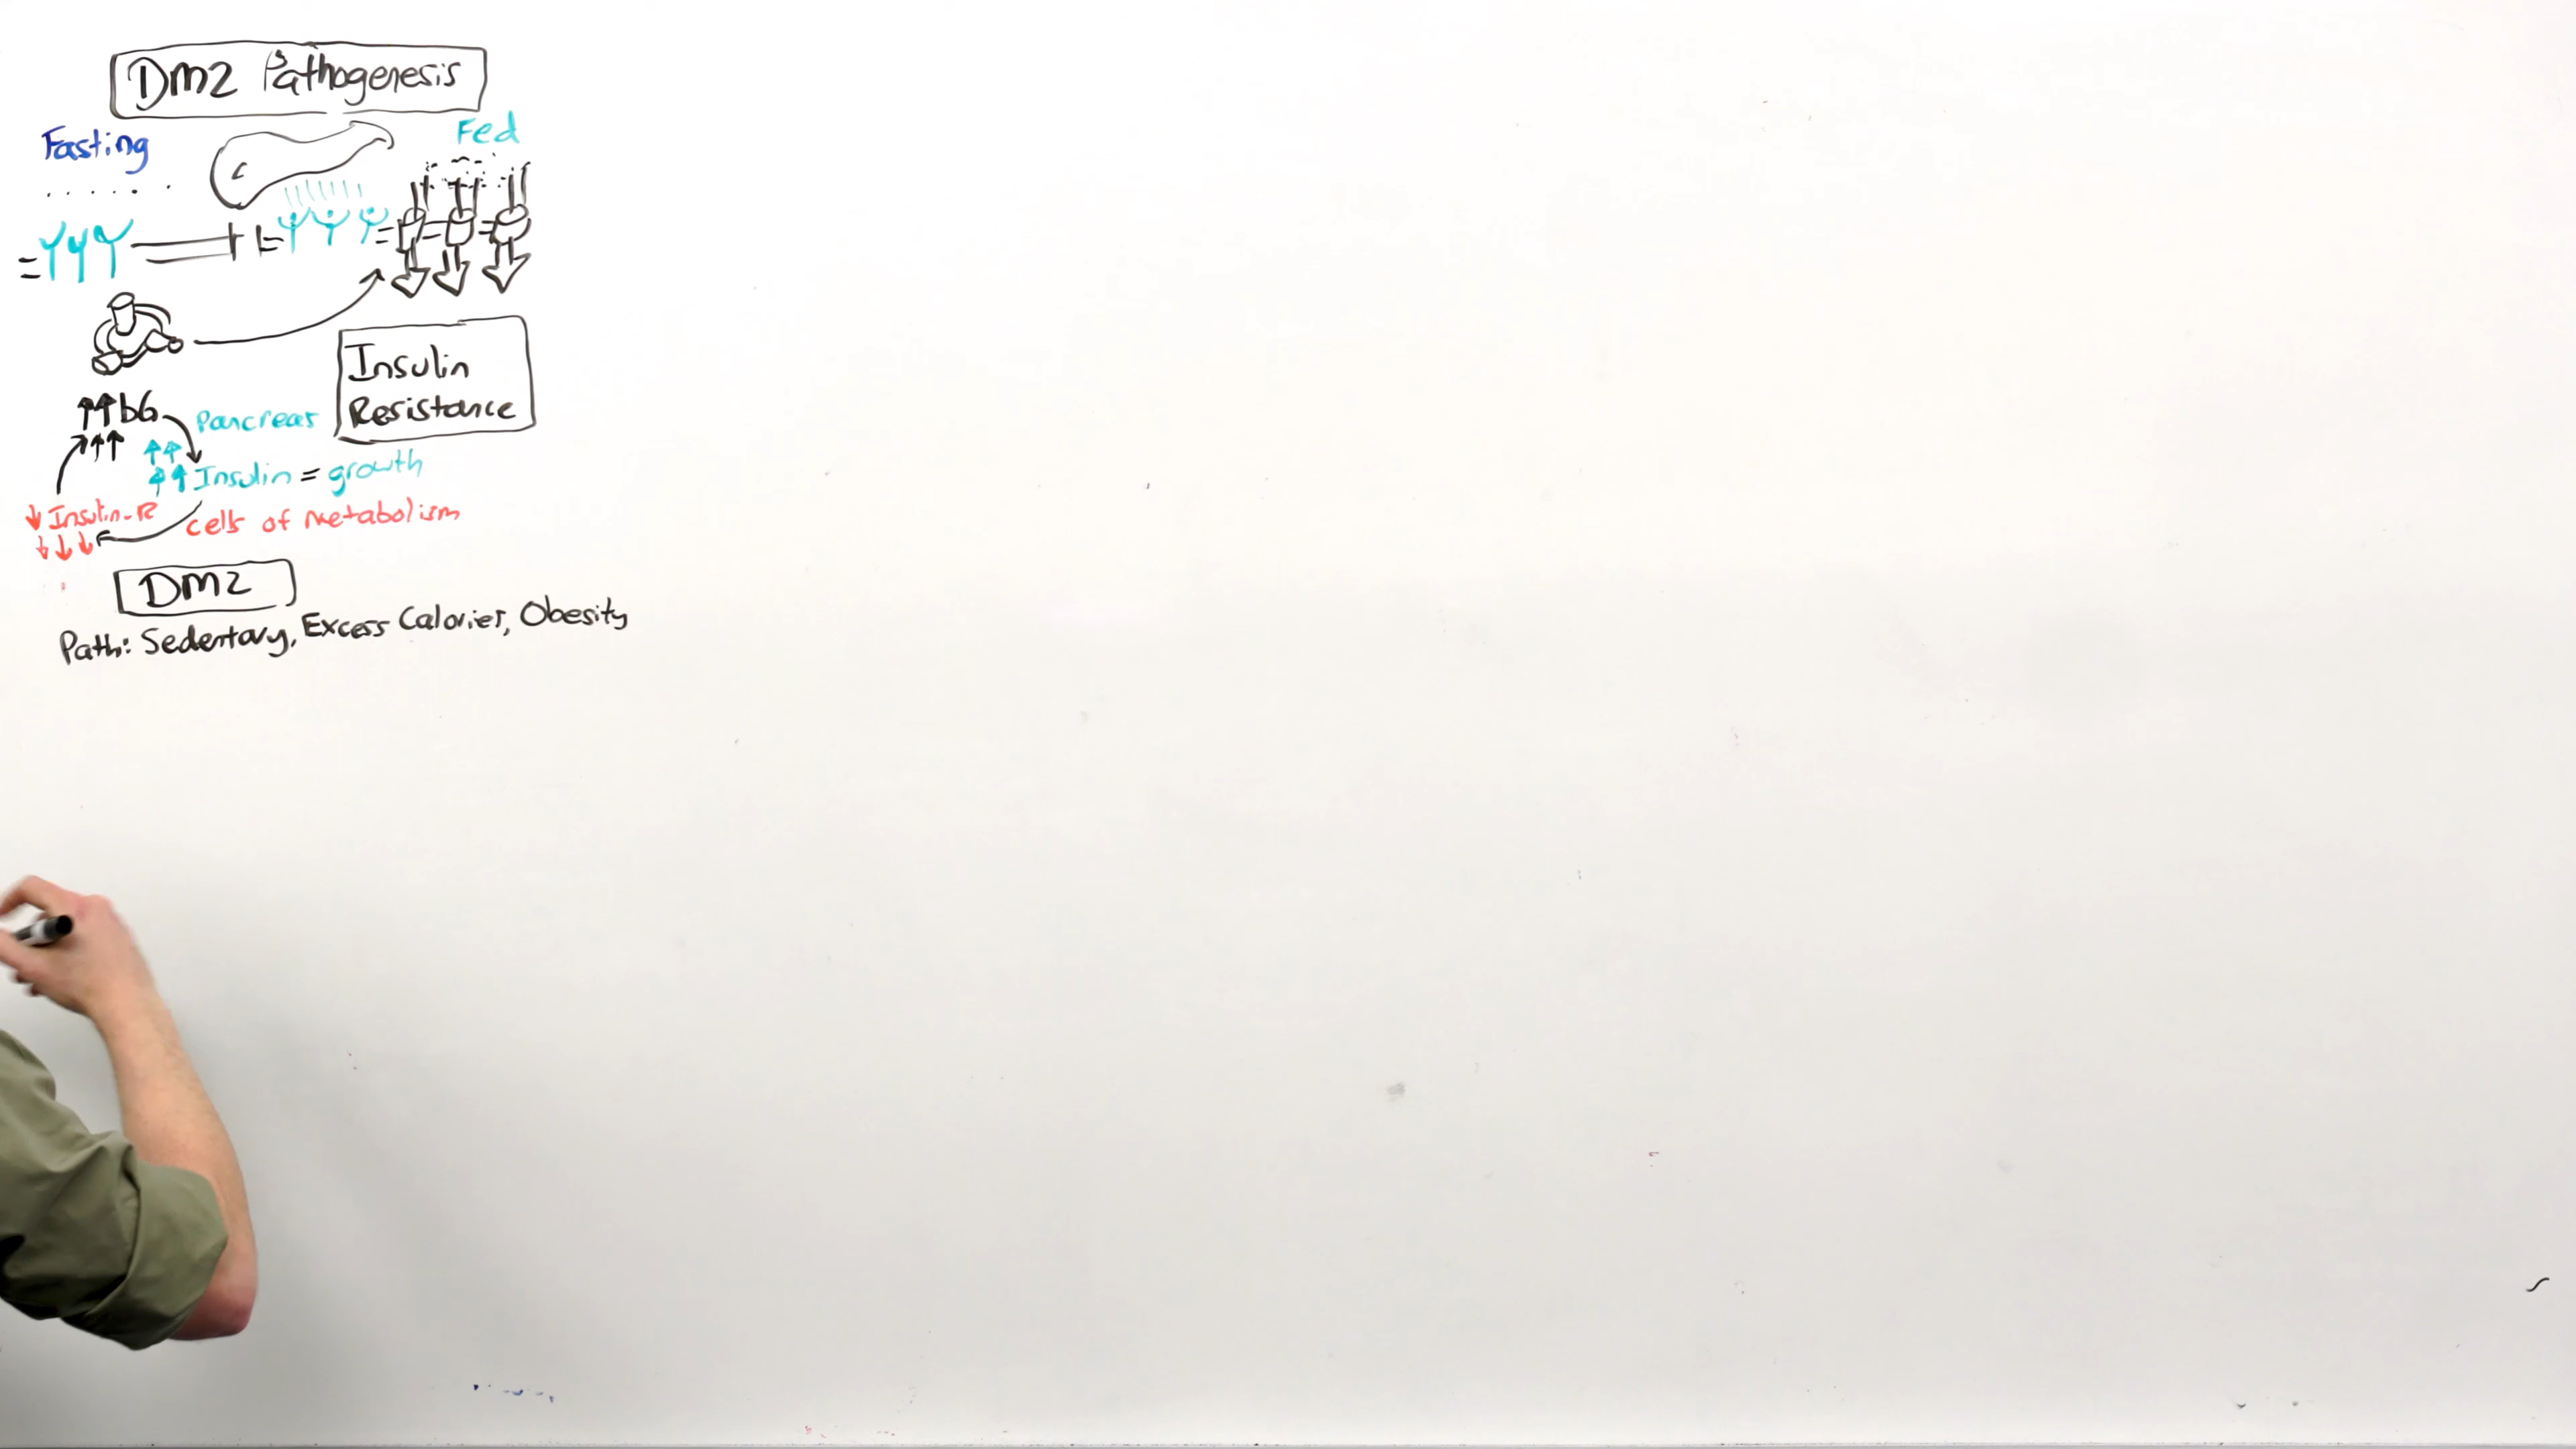 Dm2 Pathogenesis
Fasting
Fed
Insulin
Resistance
↑↑bG
↑↑↑
Pancreas
↑↑
↑↑Insulin = growth
↓Insulin-R
cells of metabolism
↓↓↓
Dm2
Path: Sedentary, Excess Calories, Obesity